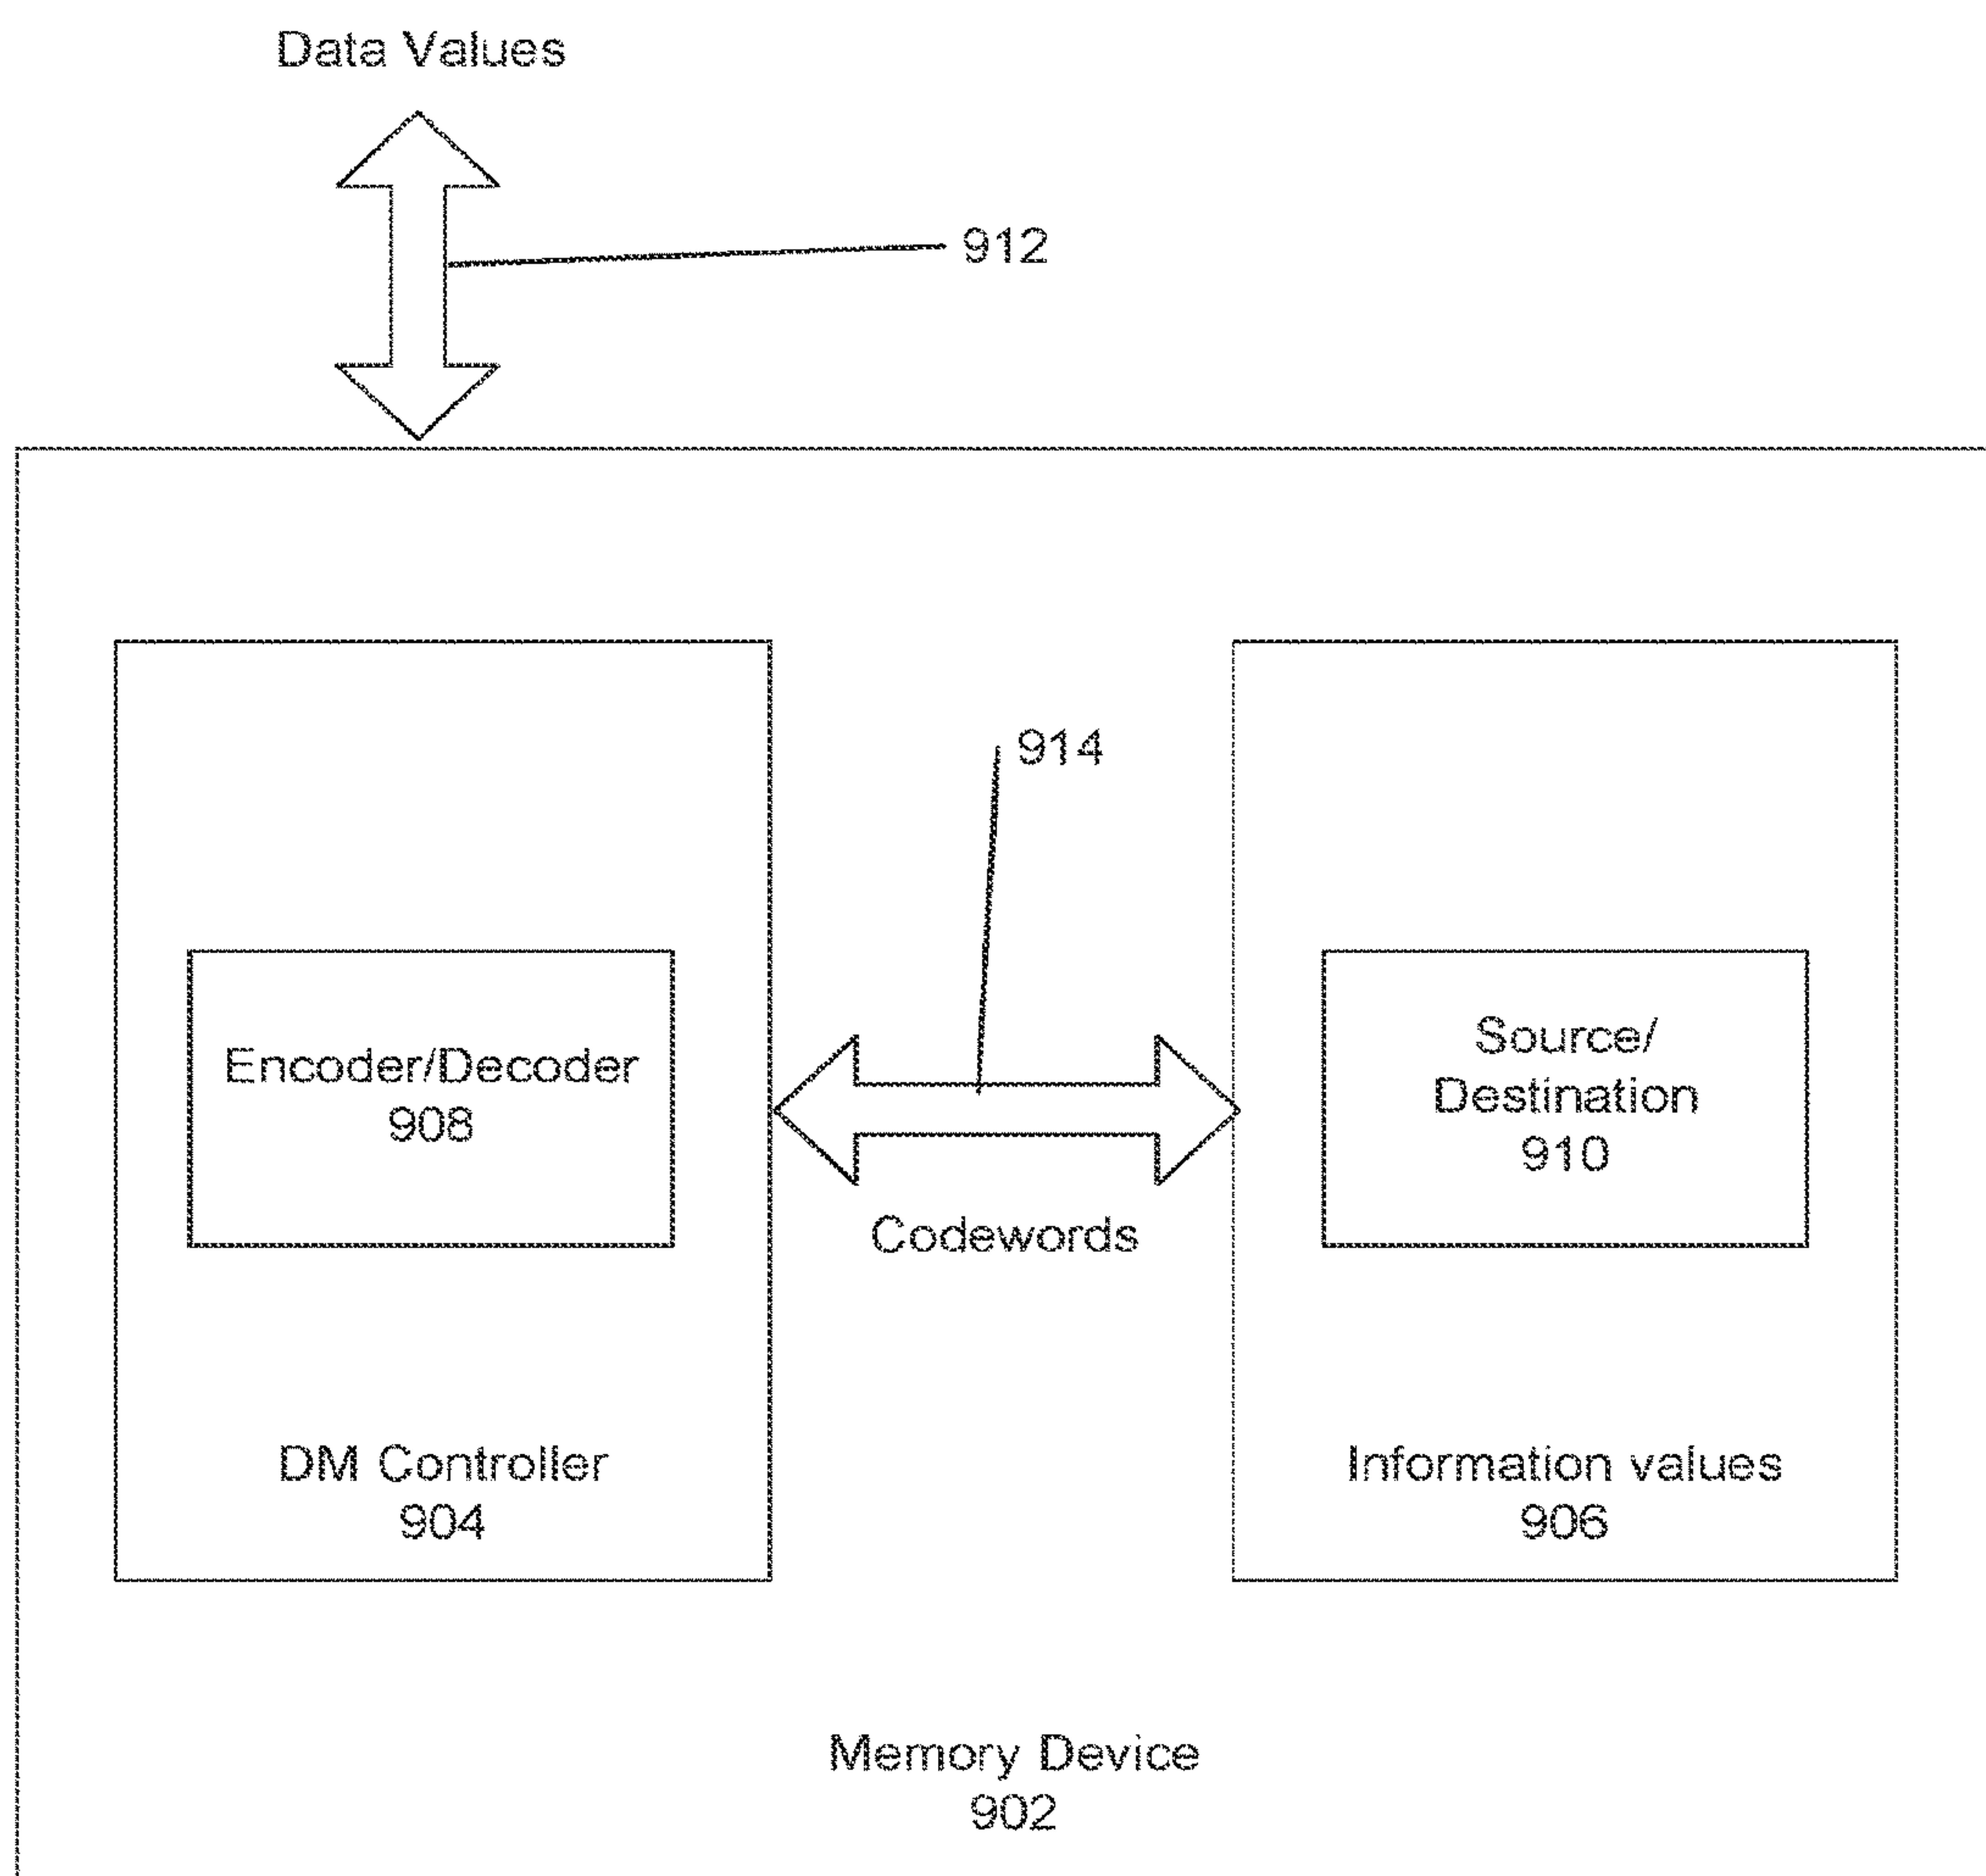 Data Values
912
914
Encoder/Decoder
908
Source/
Destination
910
Codewords
DM Controller
904
Information values
906
Memory Device
902